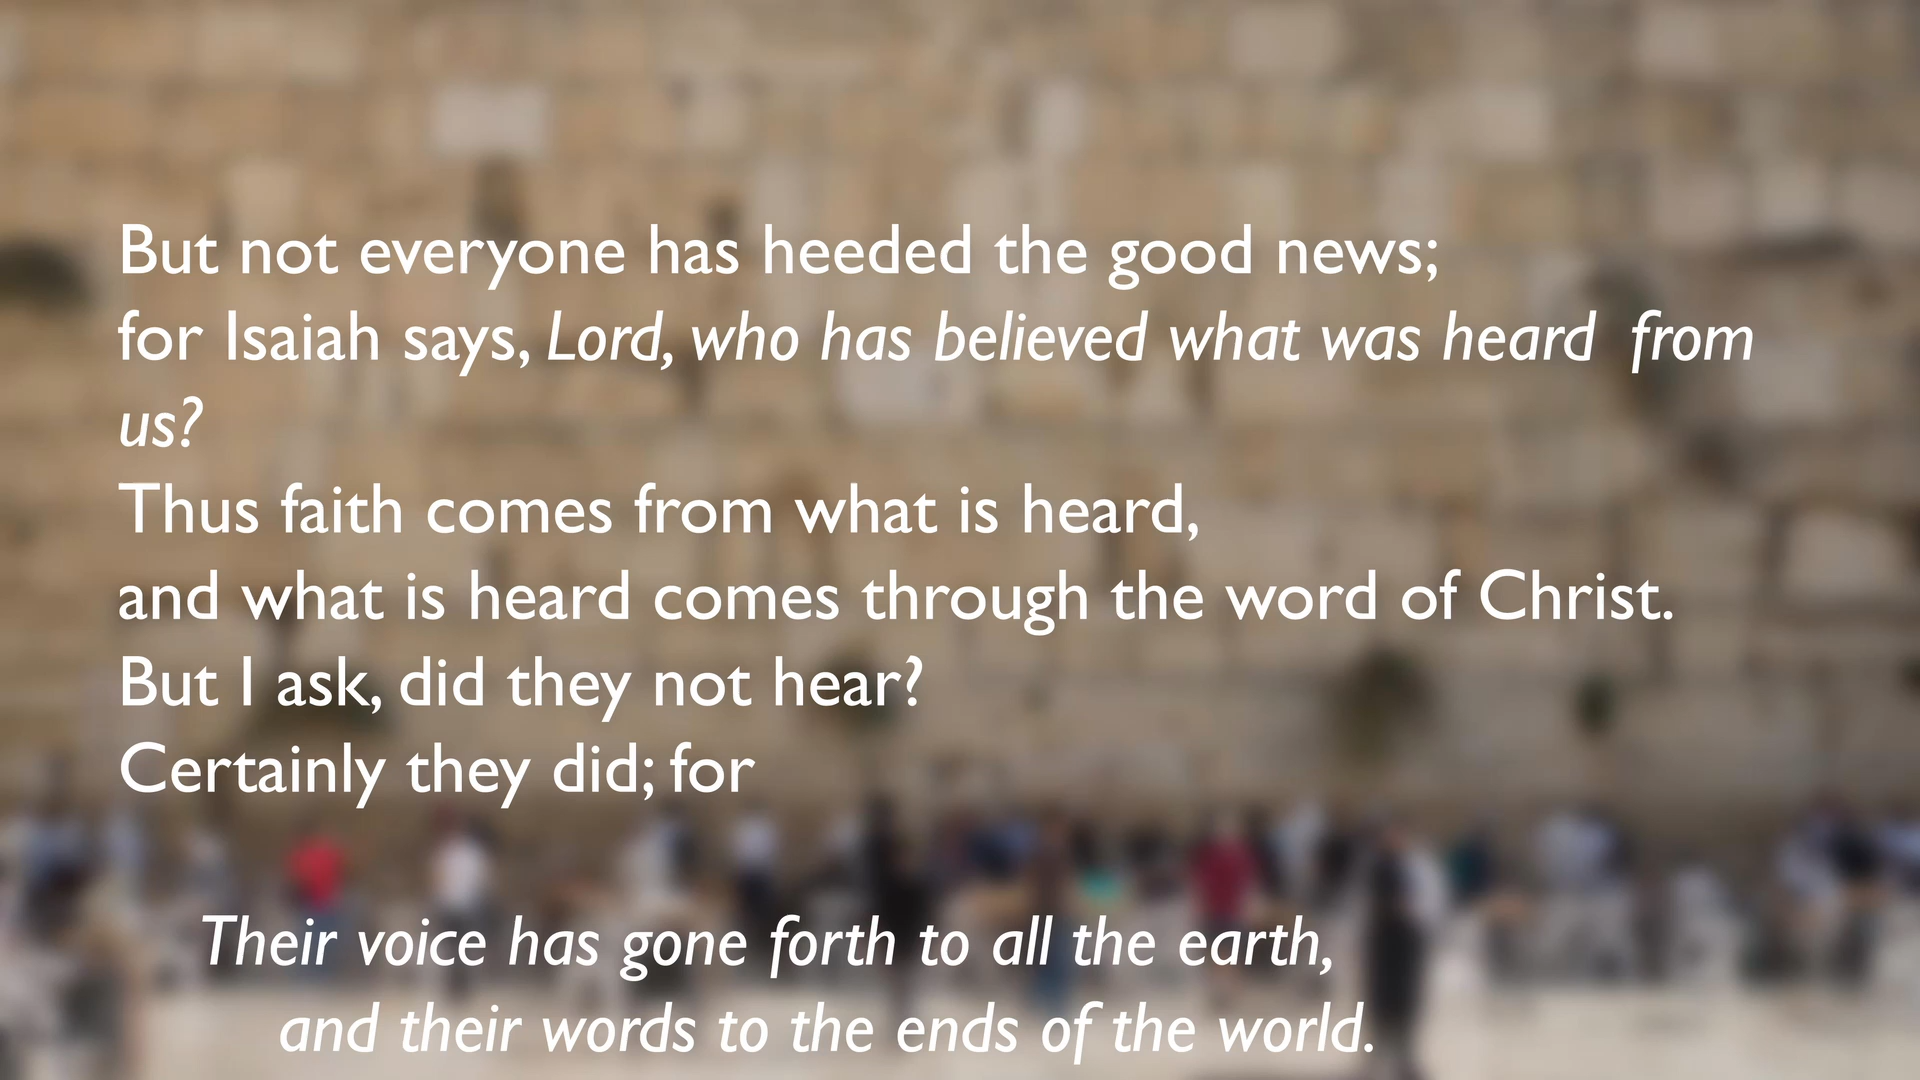 But not everyone has heeded the good news;
for Isaiah says, Lord, who has believed what was heard  from
us?
Thus faith comes from what is heard,
and what is heard comes through the word of Christ.
But I ask, did they not hear?
Certainly they did; for
Their voice has gone forth to all the earth,
and their words to the ends of the world.